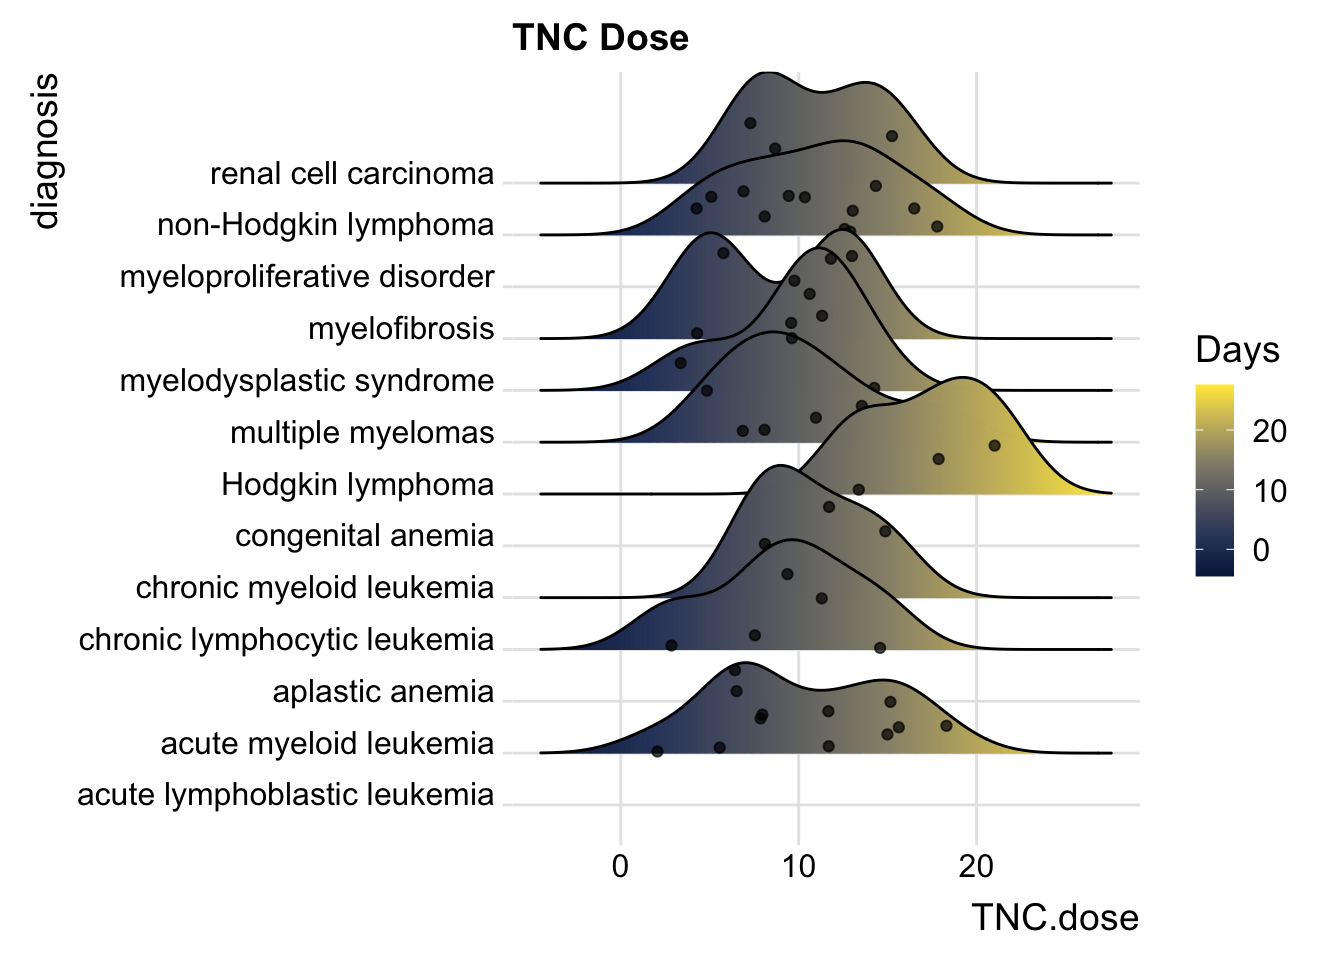 TNC Dose
diagnosis
renal cell carcinoma
non-Hodgkin lymphoma
myeloproliferative disorder
myelofibrosis
myelodysplastic syndrome
multiple myelomas
Hodgkin lymphoma
congenital anemia
chronic myeloid leukemia
chronic lymphocytic leukemia
aplastic anemia
acute myeloid leukemia
acute lymphoblastic leukemia
0 10 20
TNC.dose
Days
20
10
0